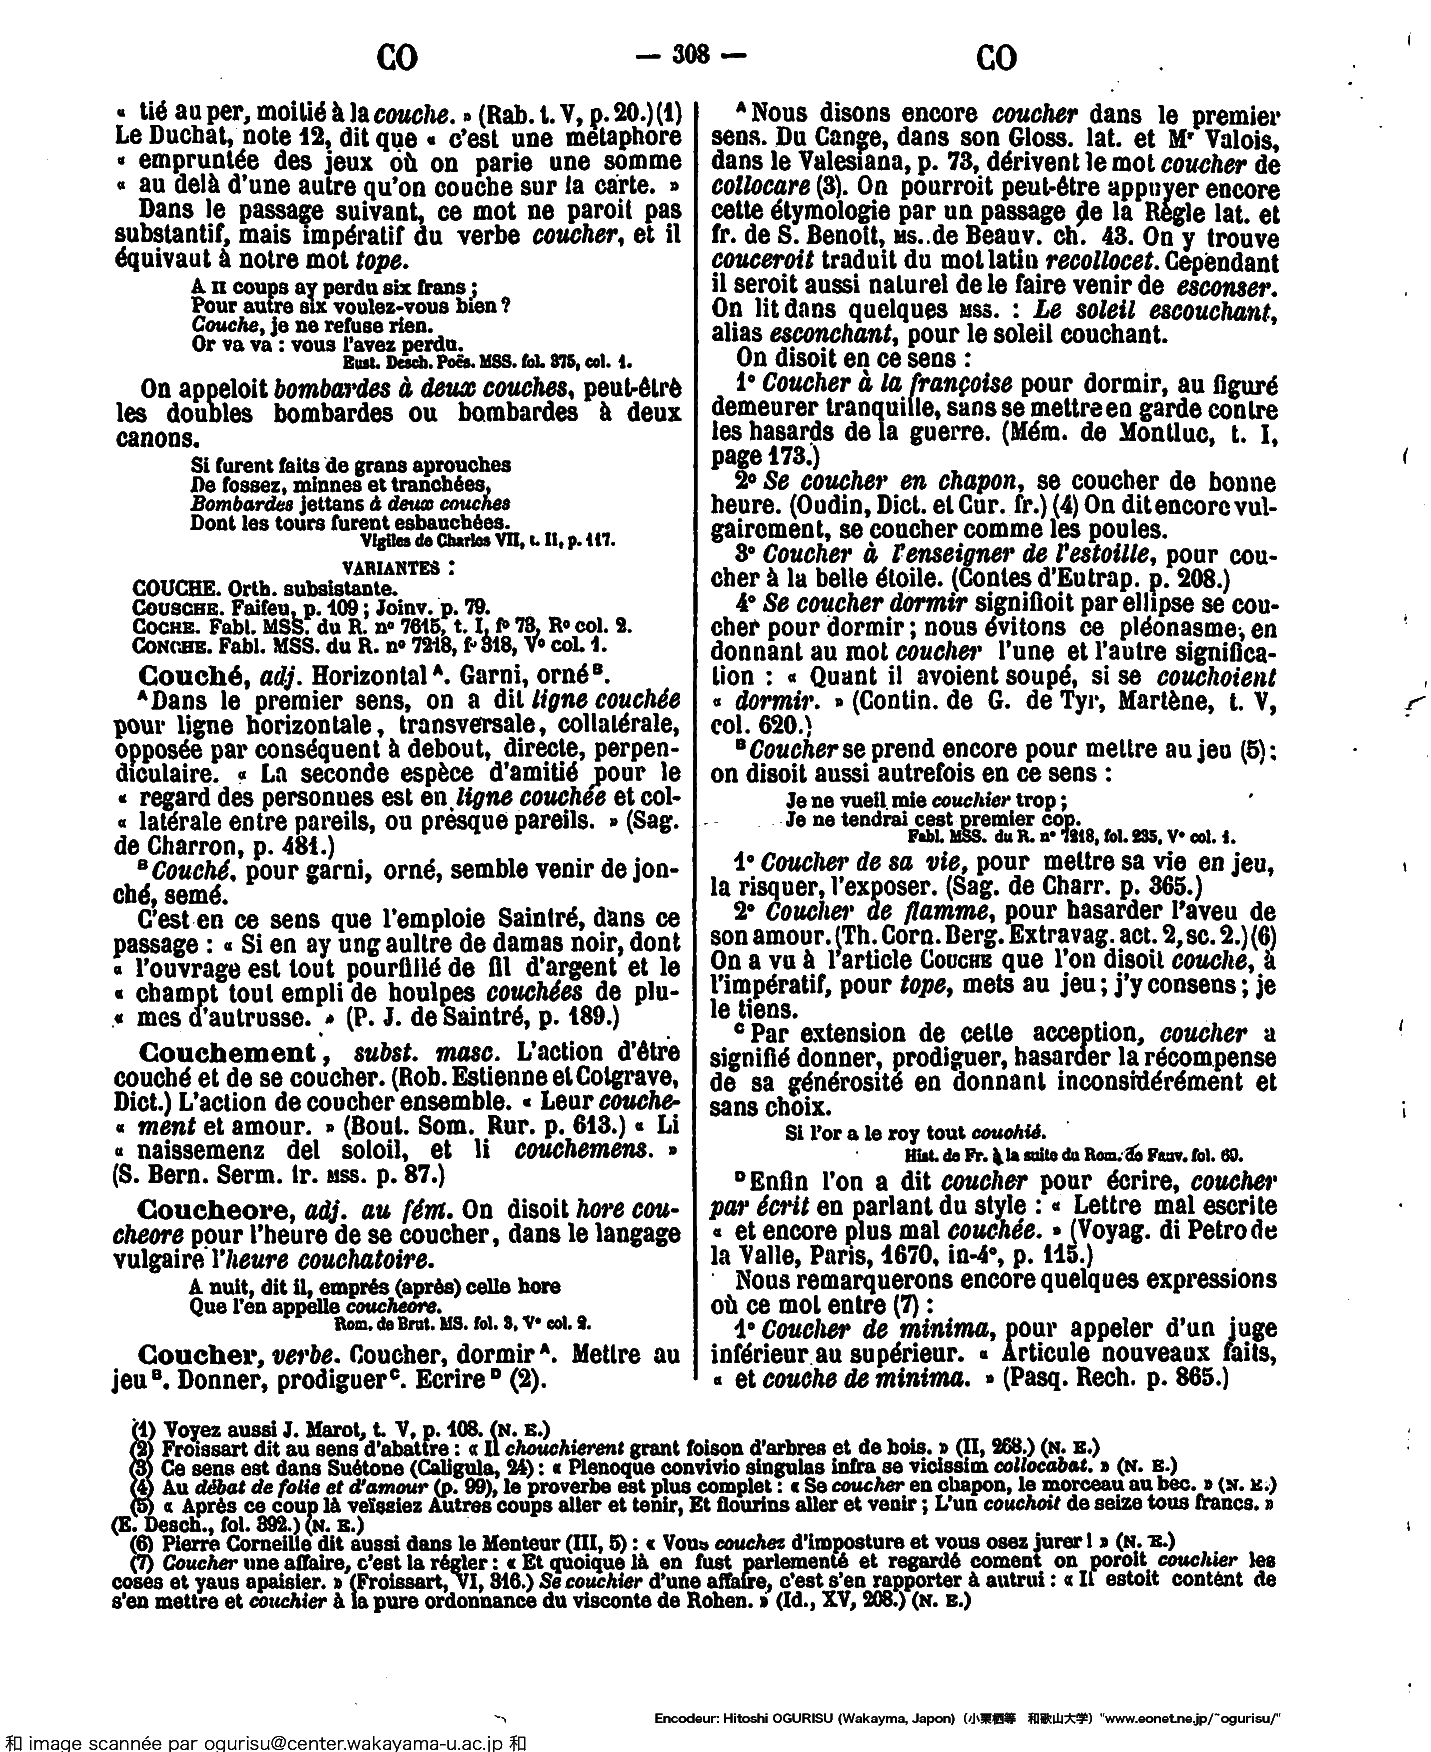 CO
— 308 —
CO
« tié au per, moitié à la couche. » (Rab. t. V, p. 20.) (1)
Le Duchat, note 12, dit que « c'est une métaphore
« empruntée des jeux où on parie une somme
« au delà d'une autre qu'on couche sur la carte. »
Dans le passage suivant, ce mot ne paroit pas
substantif, mais impératif du verbe coucher, et il
équivaut à notre mot tope.
A II coups ay perdu six frans ;
Pour autre six voulez-vous bien ?
Couche, je ne refuse rien.
Or va va : vous l'avez perdu.
Eust. Desch. Poës. MSS. fol. 375, col. 1.
On appeloit bombardes à deux couches, peut-être
les doubles bombardes ou bombardes à deux
canons.
Si furent faits de grans aprouches
De fossez, minnes et tranchées,
Bombardes jettans à deux couches
Dont les tours furent esbauchées.
Vigiles de Charles VII, t. II, p. 117.
VARIANTES :
COUCHE. Orth. subsistante.
COUSCHE. Faifeu, p. 109 ; Joinv. p. 79.
COCHE. Fabl. MSS. du R. nº 7615, t. I, fº 73, Rº col. 2.
CONCHE. Fabl. MSS. du R. nº 7218, fº 318, Vº col. 1.
Couché, adj. Horizontal A. Garni, orné B.
A Dans le premier sens, on a dit ligne couchée
pour ligne horizontale, transversale, collatérale,
opposée par conséquent à debout, directe, perpen-
diculaire. « La seconde espèce d'amitié pour le
« regard des personnes est en ligne couchée et col-
« latérale entre pareils, ou presque pareils. » (Sag.
de Charron, p. 481.)
B Couché, pour garni, orné, semble venir de jon-
ché, semé.
C'est en ce sens que l'emploie Saintré, dans ce
passage : « Si en ay ung aultre de damas noir, dont
« l'ouvrage est tout pourfillé de fil d'argent et le
« champt tout empli de houlpes couchées de plu-
« mes d'autrusse. » (P. J. de Saintré, p. 189.)
Couchement, subst. masc. L'action d'être
couché et de se coucher. (Rob. Estienne et Cotgrave,
Dict.) L'action de coucher ensemble. « Leur couche-
« ment et amour. » (Bout. Som. Rur. p. 613.) « Li
« naissemenz del soloil, et li couchemens. »
(S. Bern. Serm. fr. MSS. p. 87.)
Coucheore, adj. au fém. On disoit hore cou-
cheore pour l'heure de se coucher, dans le langage
vulgaire l'heure couchatoire.
A nuit, dit il, emprés (après) celle hore
Que l'en appelle coucheore.
Rom. de Brut. MS. fol. 3, Vº col. 2.
Coucher, verbe. Coucher, dormir A. Mettre au
jeu B. Donner, prodiguer C. Ecrire D (2).
A Nous disons encore coucher dans le premier
sens. Du Cange, dans son Gloss. lat. et Mr Valois,
dans le Valesiana, p. 73, dérivent le mot coucher de
collocare (3). On pourroit peut-être appuyer encore
cette étymologie par un passage de la Règle lat. et
fr. de S. Benoit, MS. de Beauv. ch. 43. On y trouve
couceroit traduit du mot latin recollocet. Cependant
il seroit aussi naturel de le faire venir de esconser.
On lit dans quelques MSS. : Le soleil escouchant,
alias esconchant, pour le soleil couchant.
On disoit en ce sens :
1º Coucher à la françoise pour dormir, au figuré
demeurer tranquille, sans se mettre en garde contre
les hasards de la guerre. (Mém. de Montluc, t. I,
page 173.)
2º Se coucher en chapon, se coucher de bonne
heure. (Oudin, Dict. et Cur. fr.) (4) On dit encore vul-
gairement, se coucher comme les poules.
3º Coucher à l'enseigner de l'estoille, pour cou-
cher à la belle étoile. (Contes d'Eutrap. p. 208.)
4º Se coucher dormir signifioit par ellipse se cou-
cher pour dormir ; nous évitons ce pléonasme, en
donnant au mot coucher l'une et l'autre significa-
tion : « Quant il avoient soupé, si se couchoient
« dormir. » (Contin. de G. de Tyr, Martène, t. V,
col. 620.)
B Coucher se prend encore pour mettre au jeu (5) ;
on disoit aussi autrefois en ce sens :
Je ne vueil mie couchier trop ;
Je ne tendrai cest premier cop.
Fabl. MSS. du R. nº 7218, fol. 235, Vº col. 1.
1º Coucher de sa vie, pour mettre sa vie en jeu,
la risquer, l'exposer. (Sag. de Charr. p. 365.)
2º Coucher de flamme, pour hasarder l'aveu de
son amour. (Th. Corn. Berg. Extravag. act. 2, sc. 2.) (6)
On a vu à l'article COUCHE que l'on disoit couche, à
l'impératif, pour tope, mets au jeu ; j'y consens ; je
le tiens.
C Par extension de cette acception, coucher a
signifié donner, prodiguer, hasarder la récompense
de sa générosité en donnant inconsidérément et
sans choix.
Si l'or a le roy tout couchié.
Hist. de Fr. à la suite du Rom. de Fauv. fol. 69.
D Enfin l'on a dit coucher pour écrire, coucher
par écrit en parlant du style : « Lettre mal escrite
« et encore plus mal couchée. » (Voyag. di Petro de
la Valle, Paris, 1670, in-4º, p. 115.)
Nous remarquerons encore quelques expressions
où ce mot entre (7) :
1º Coucher de minima, pour appeler d'un juge
inférieur au supérieur. « Articule nouveaux faits,
« et couche de minima. » (Pasq. Rech. p. 865.)
(1) Voyez aussi J. Marot, t. V, p. 108. (N. E.)
(2) Froissart dit au sens d'abattre : « Il chouchierent grant foison d'arbres et de bois. » (II, 268.) (N. E.)
(3) Ce sens est dans Suétone (Caligula, 24) : « Plenoque convivio singulas infra se vicissim collocabat. » (N. E.)
(4) Au débat de folie et d'amour (p. 99), le proverbe est plus complet : « Se coucher en chapon, le morceau au bec. » (N. E.)
(5) « Après ce coup là veïssiez Autres coups aller et tenir, Et flourins aller et venir ; L'un couchoit de seize tous francs. »
(E. Desch., fol. 392.) (N. E.)
(6) Pierre Corneille dit aussi dans le Menteur (III, 5) : « Vous couchez d'imposture et vous osez jurer ! » (N. E.)
(7) Coucher une affaire, c'est la régler : « Et quoique là en fust parlementé et regardé coment on poroit couchier les
coses et yaus apaisier. » (Froissart, VI, 316.) Se couchier d'une affaire, c'est s'en rapporter à autrui : « Il estoit contént de
s'en mettre et couchier à la pure ordonnance du visconte de Rohen. » (Id., XV, 208.) (N. E.)
Encodeur: Hitoshi OGURISU (Wakayma, Japon) (小栗栖等 和歌山大学) "www.eonet.ne.jp/~ogurisu/"
和 image scannée par ogurisu@center.wakayama-u.ac.jp 和